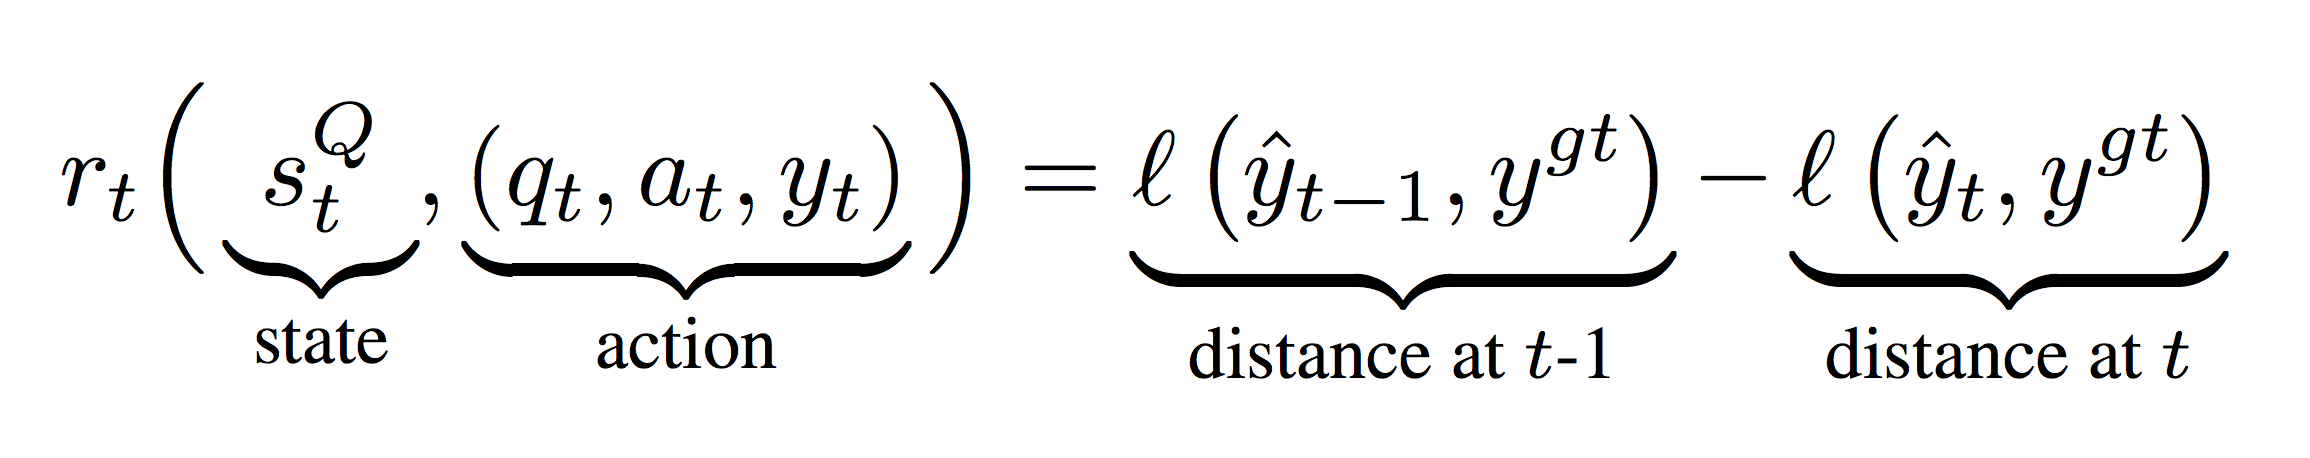 r_t( s_t^Q , (q_t, a_t, y_t) ) = ℓ(ŷ_{t−1}, y^{gt}) − ℓ(ŷ_t, y^{gt})
state action distance at t-1 distance at t